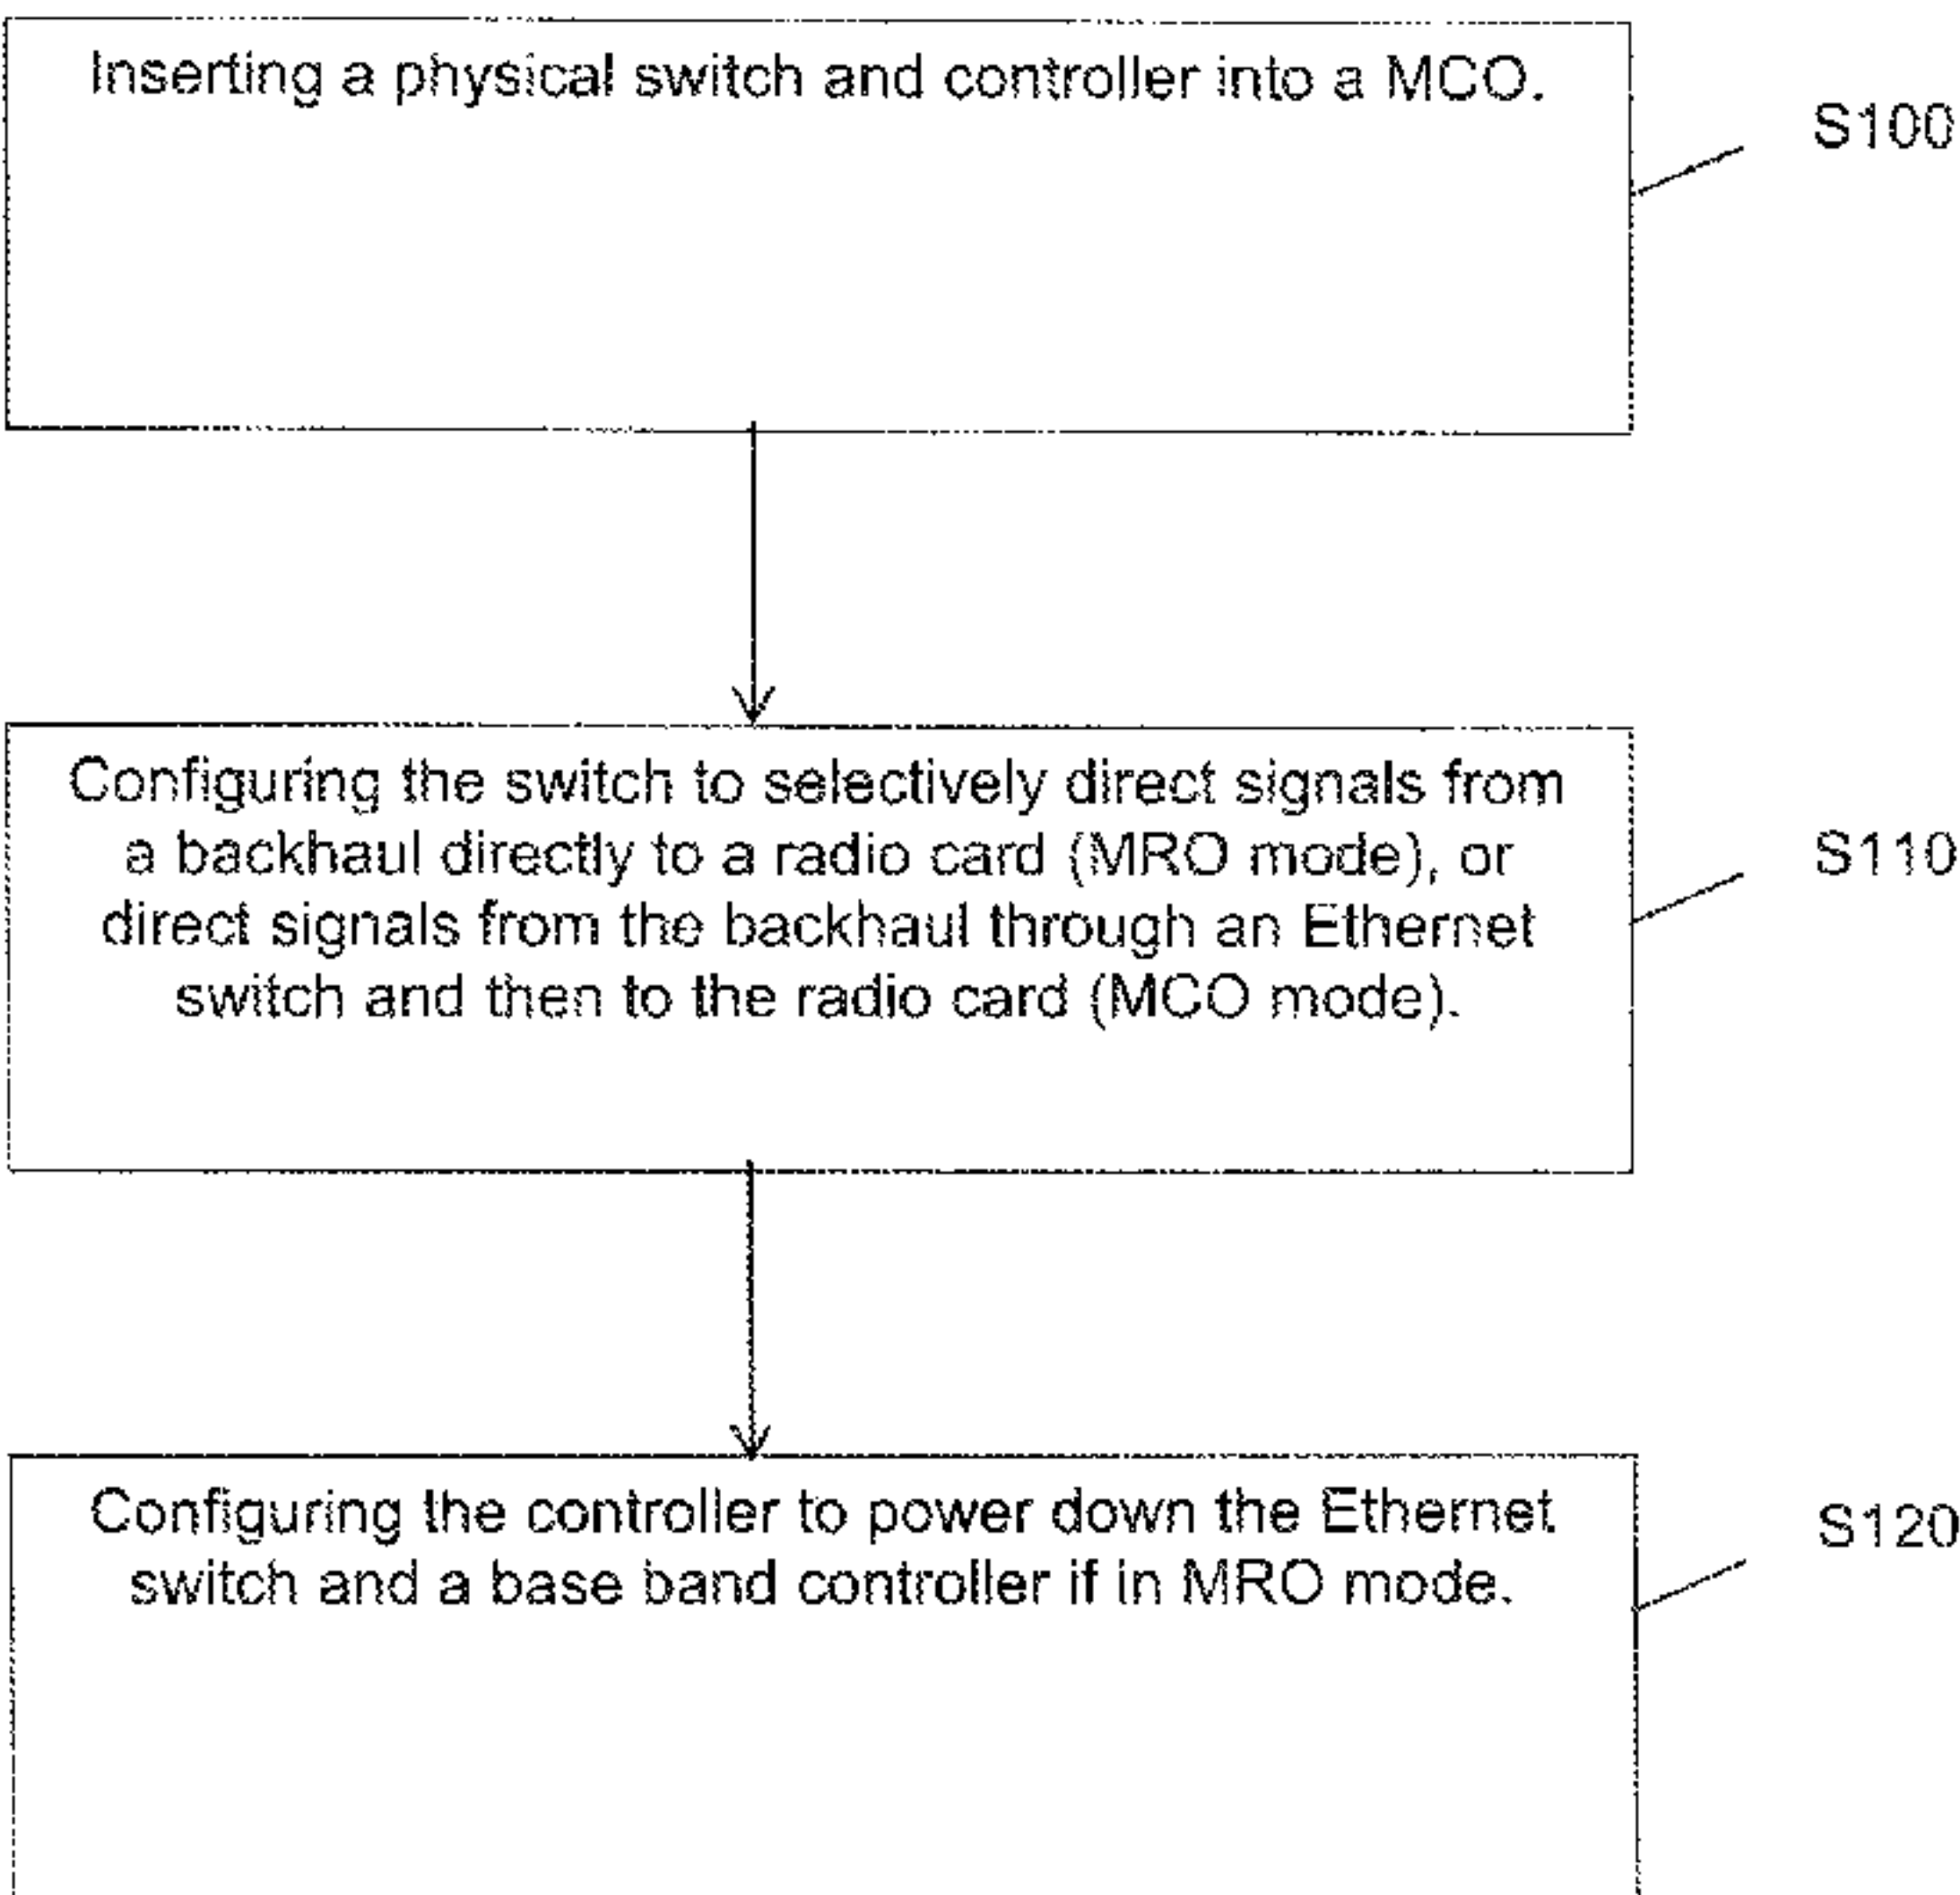 Inserting a physical switch and controller into a MCO.
S100
Configuring the switch to selectively direct signals from
a backhaul directly to a radio card (MRO mode), or
direct signals from the backhaul through an Ethernet
switch and then to the radio card (MCO mode).
S110
Configuring the controller to power down the Ethernet
switch and a base band controller if in MRO mode.
S120